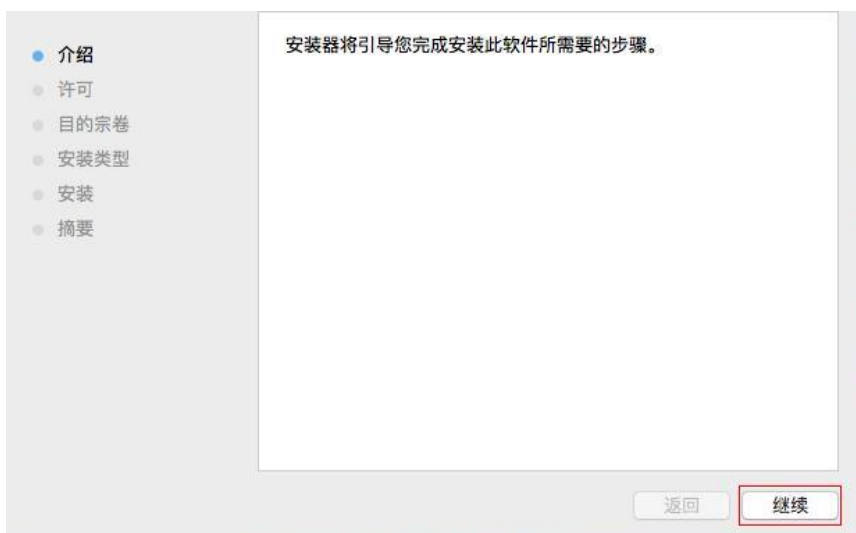 介绍
许可
目的宗卷
安装类型
安装
摘要
安装器将引导您完成安装此软件所需要的步骤。
返回
继续